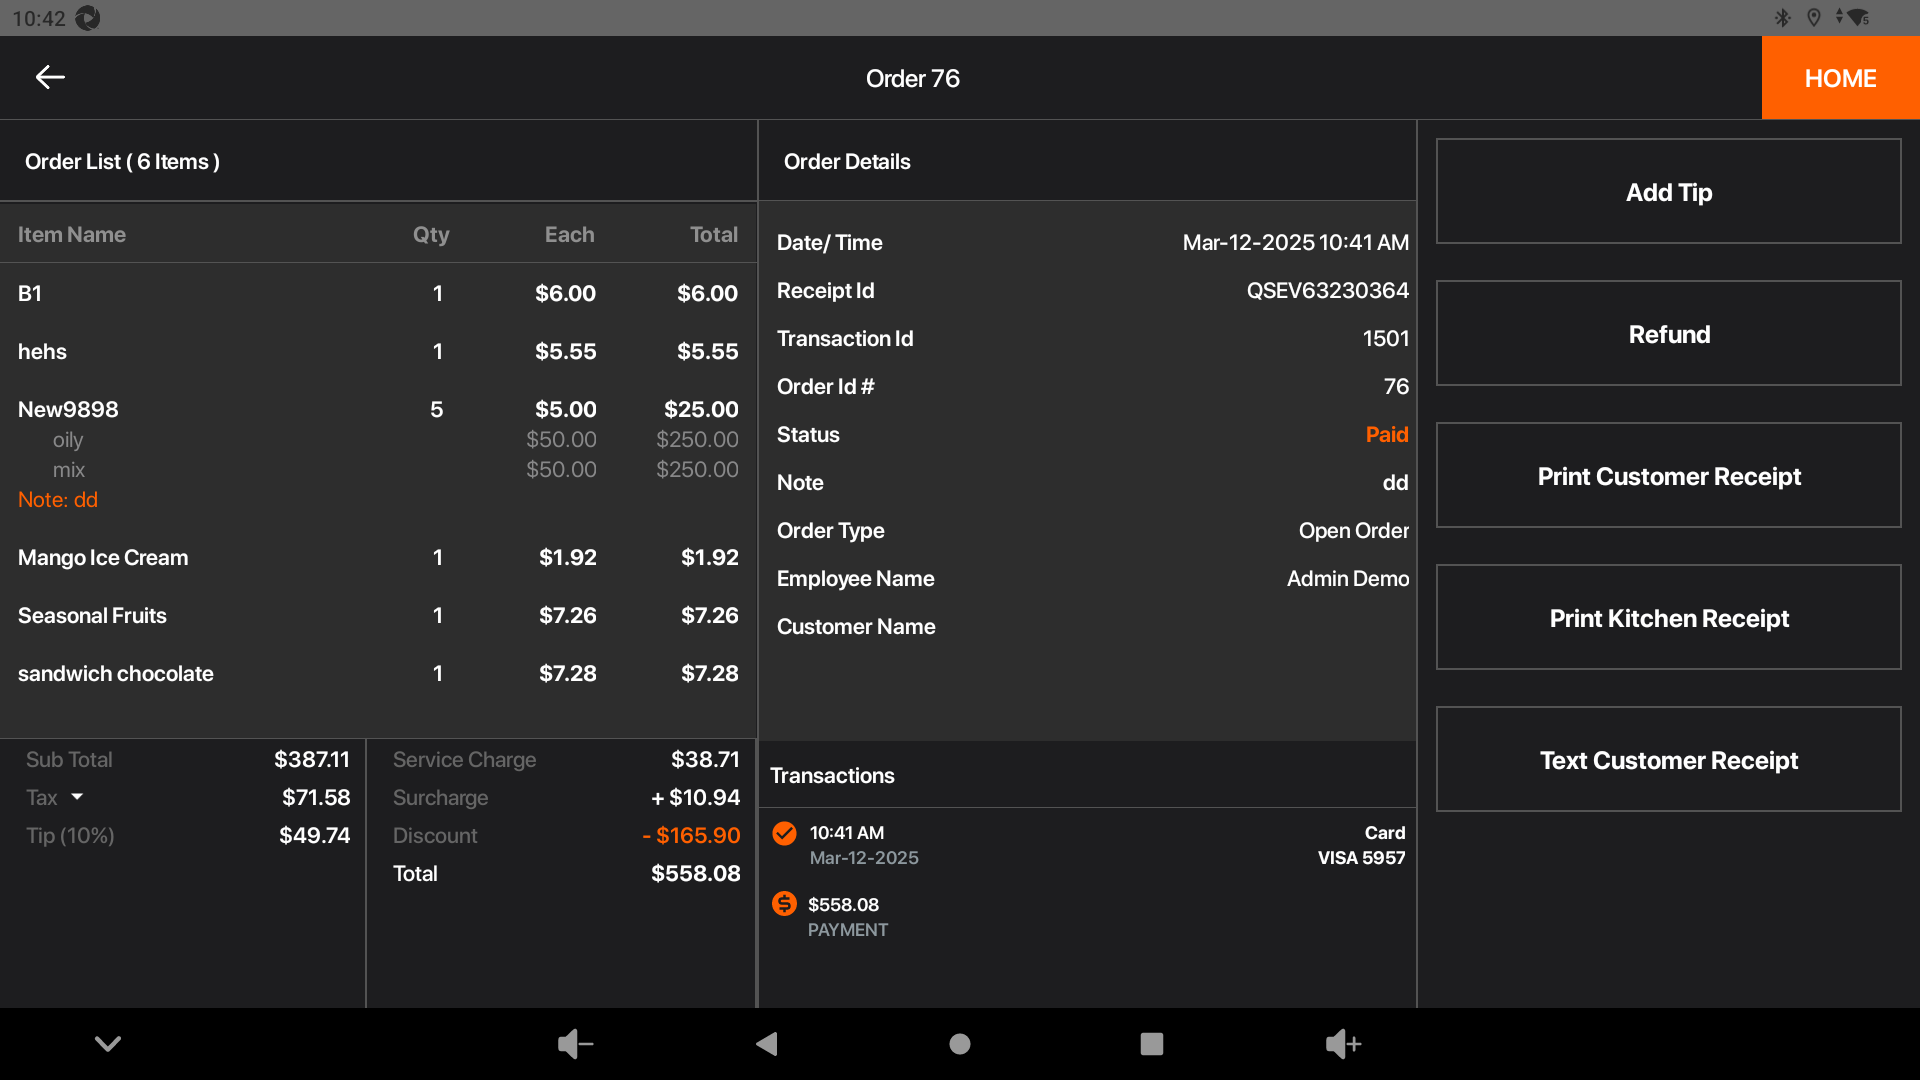 10:42
Order 76
HOME
Order List ( 6 Items )
Item Name Qty Each Total
B1 1 $6.00 $6.00
hehs 1 $5.55 $5.55
New9898 5 $5.00 $25.00
oily $50.00 $250.00
mix $50.00 $250.00
Note: dd
Mango Ice Cream 1 $1.92 $1.92
Seasonal Fruits 1 $7.26 $7.26
sandwich chocolate 1 $7.28 $7.28
Sub Total $387.11
Tax $71.58
Tip (10%) $49.74
Service Charge $38.71
Surcharge + $10.94
Discount - $165.90
Total $558.08
Order Details
Date/ Time Mar-12-2025 10:41 AM
Receipt Id QSEV63230364
Transaction Id 1501
Order Id # 76
Status Paid
Note dd
Order Type Open Order
Employee Name Admin Demo
Customer Name
Transactions
10:41 AM Card
Mar-12-2025 VISA 5957
$558.08
PAYMENT
Add Tip
Refund
Print Customer Receipt
Print Kitchen Receipt
Text Customer Receipt